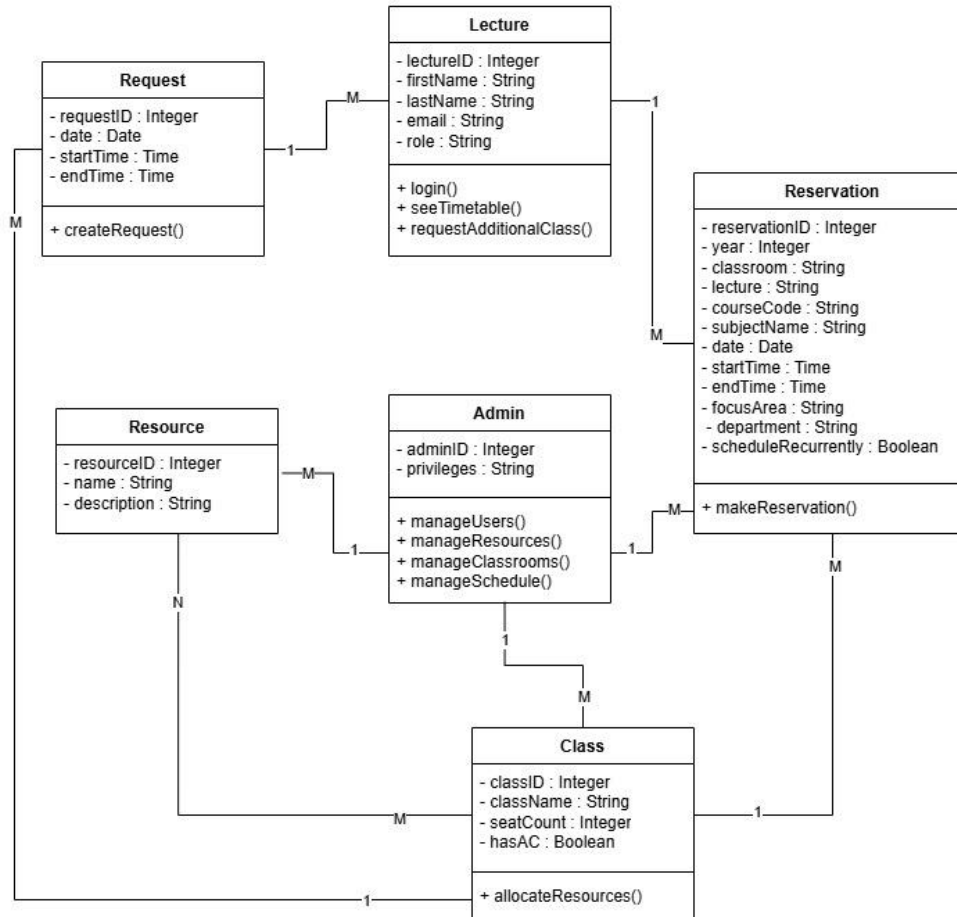 Lecture
- lectureID : Integer
- firstName : String
- lastName : String
- email : String
- role : String
+ login()
+ seeTimetable()
+ requestAdditionalClass()
Request
- requestID : Integer
- date : Date
- startTime : Time
- endTime : Time
+ createRequest()
M
1
1
M
M
Reservation
- reservationID : Integer
- year : Integer
- classroom : String
- lecture : String
- courseCode : String
- subjectName : String
- date : Date
- startTime : Time
- endTime : Time
- focusArea : String
- department : String
- scheduleRecurrently : Boolean
+ makeReservation()
Resource
- resourceID : Integer
- name : String
- description : String
Admin
- adminID : Integer
- privileges : String
+ manageUsers()
+ manageResources()
+ manageClassrooms()
+ manageSchedule()
M
1
M
1
M
N
1
M
Class
- classID : Integer
- className : String
- seatCount : Integer
- hasAC : Boolean
+ allocateResources()
M
1
1